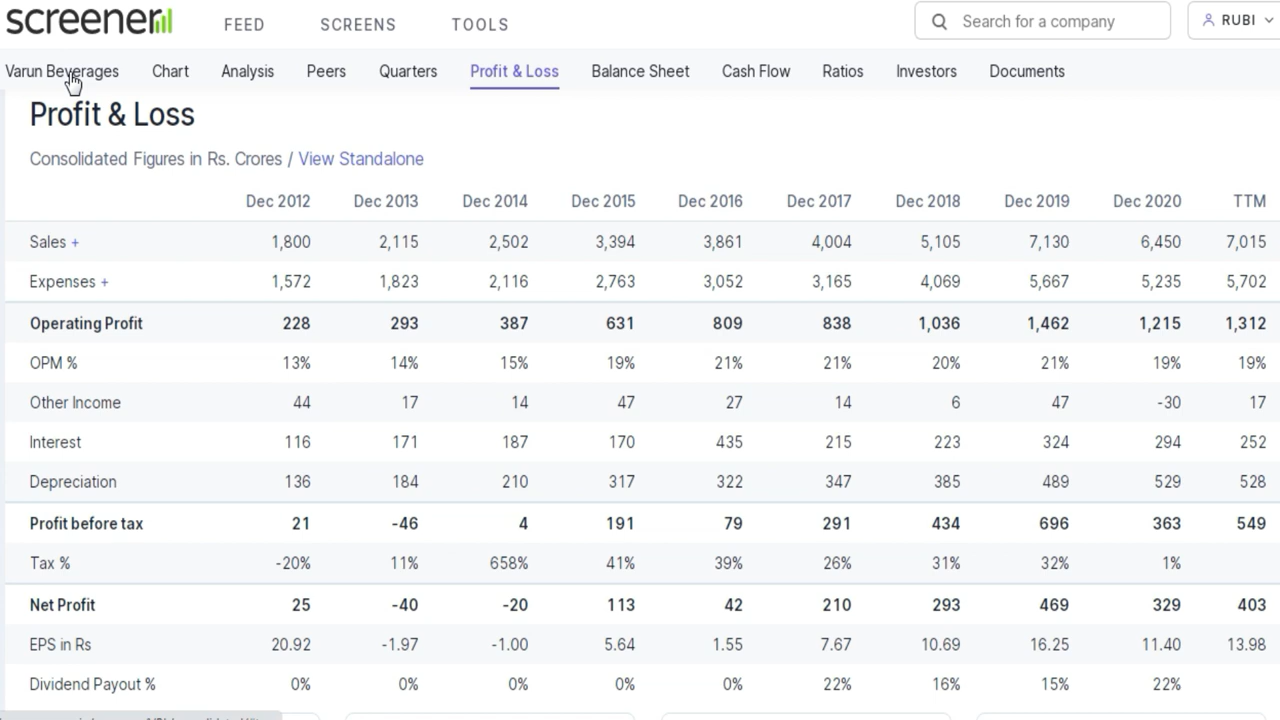 screener
FEED SCREENS TOOLS
Search for a company
RUBI
Varun Beverages Chart Analysis Peers Quarters Profit & Loss Balance Sheet Cash Flow Ratios Investors Documents
Profit & Loss
Consolidated Figures in Rs. Crores / View Standalone
Dec 2012 Dec 2013 Dec 2014 Dec 2015 Dec 2016 Dec 2017 Dec 2018 Dec 2019 Dec 2020 TTM
Sales + 1,800 2,115 2,502 3,394 3,861 4,004 5,105 7,130 6,450 7,015
Expenses + 1,572 1,823 2,116 2,763 3,052 3,165 4,069 5,667 5,235 5,702
Operating Profit 228 293 387 631 809 838 1,036 1,462 1,215 1,312
OPM % 13% 14% 15% 19% 21% 21% 20% 21% 19% 19%
Other Income 44 17 14 47 27 14 6 47 -30 17
Interest 116 171 187 170 435 215 223 324 294 252
Depreciation 136 184 210 317 322 347 385 489 529 528
Profit before tax 21 -46 4 191 79 291 434 696 363 549
Tax % -20% 11% 658% 41% 39% 26% 31% 32% 1%
Net Profit 25 -40 -20 113 42 210 293 469 329 403
EPS in Rs 20.92 -1.97 -1.00 5.64 1.55 7.67 10.69 16.25 11.40 13.98
Dividend Payout % 0% 0% 0% 0% 0% 22% 16% 15% 22%